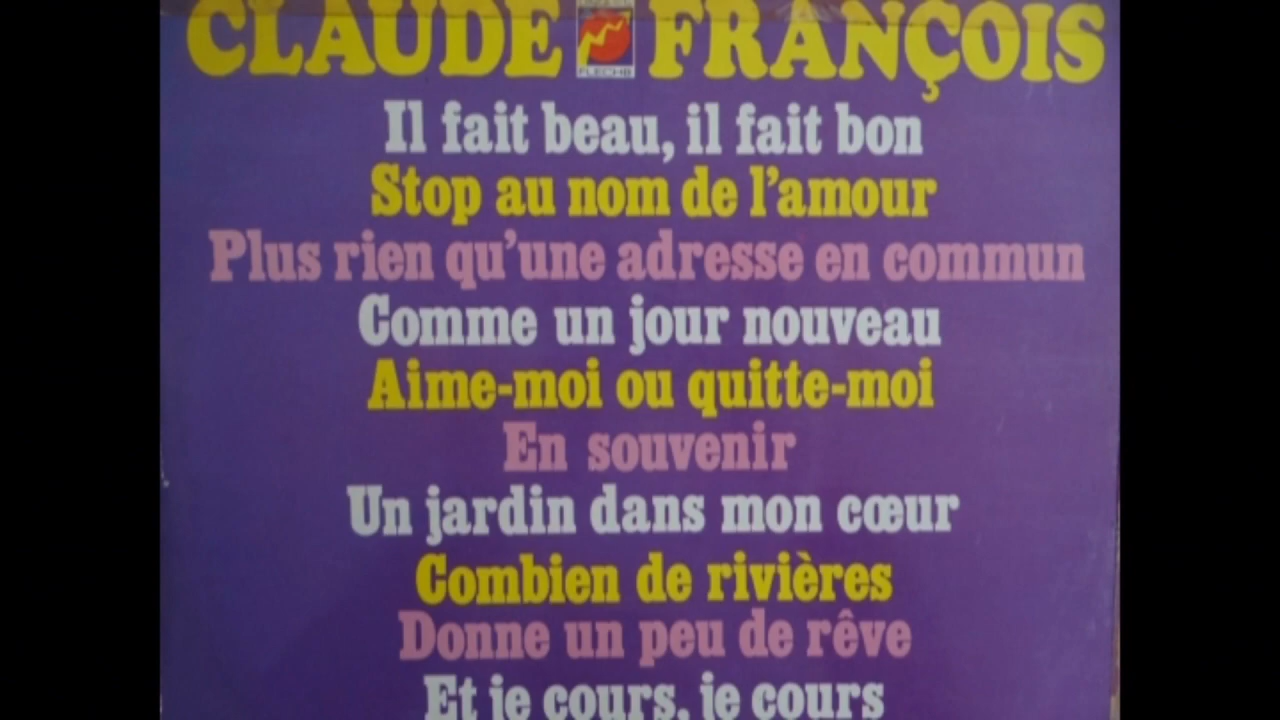 CLAUDE FRANÇOIS
FLÈCHE
Il fait beau, il fait bon
Stop au nom de l'amour
Plus rien qu'une adresse en commun
Comme un jour nouveau
Aime-moi ou quitte-moi
En souvenir
Un jardin dans mon cœur
Combien de rivières
Donne un peu de rêve
Et je cours, je cours